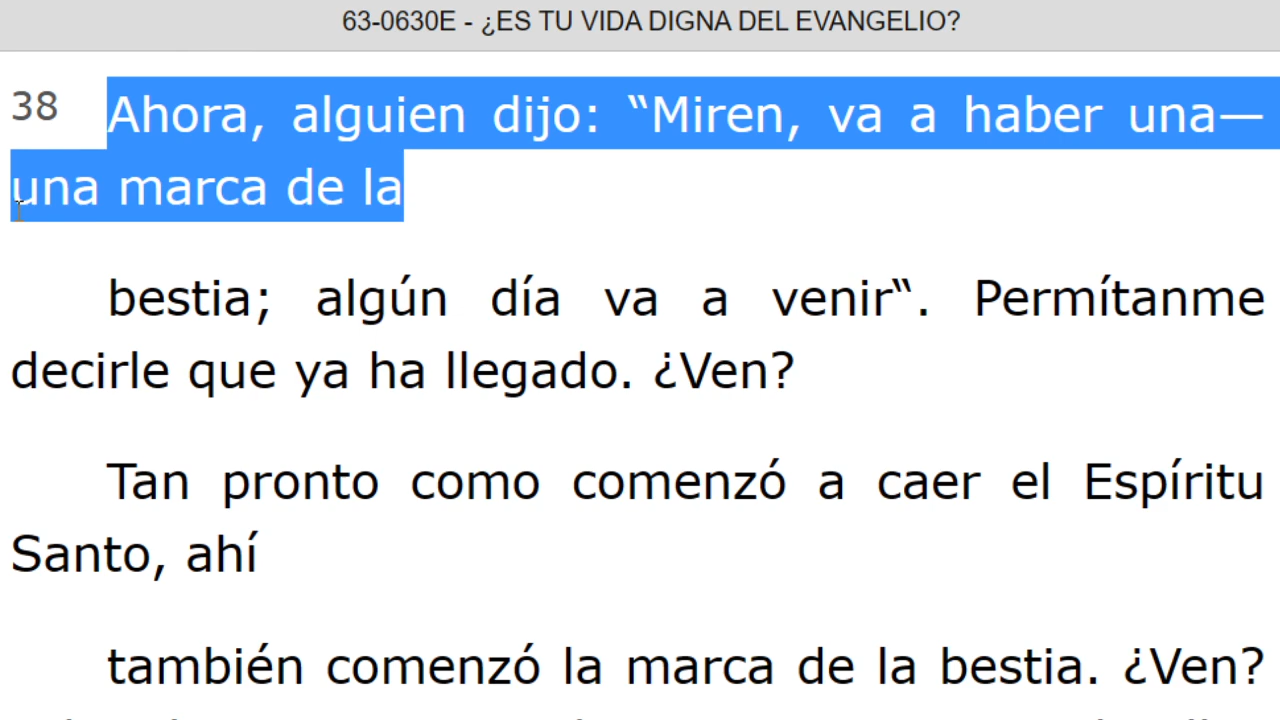 63-0630E - ¿ES TU VIDA DIGNA DEL EVANGELIO?
38 Ahora, alguien dijo: “Miren, va a haber una—
una marca de la
bestia; algún día va a venir“. Permítanme
decirle que ya ha llegado. ¿Ven?
Tan pronto como comenzó a caer el Espíritu
Santo, ahí
también comenzó la marca de la bestia. ¿Ven?